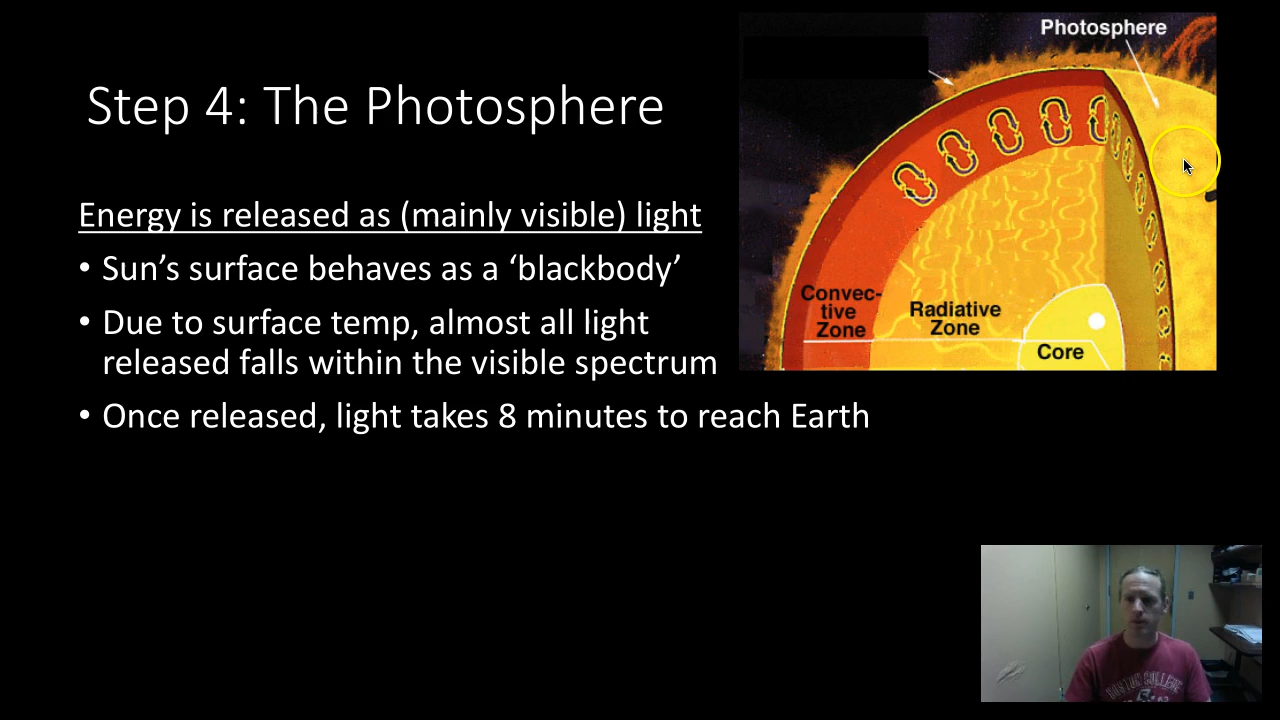 Photosphere
Step 4: The Photosphere
Energy is released as (mainly visible) light
• Sun’s surface behaves as a ‘blackbody’
• Due to surface temp, almost all light
released falls within the visible spectrum
• Once released, light takes 8 minutes to reach Earth
Convec-
tive
Zone
Radiative
Zone
Core
BOSTON COLLEGE